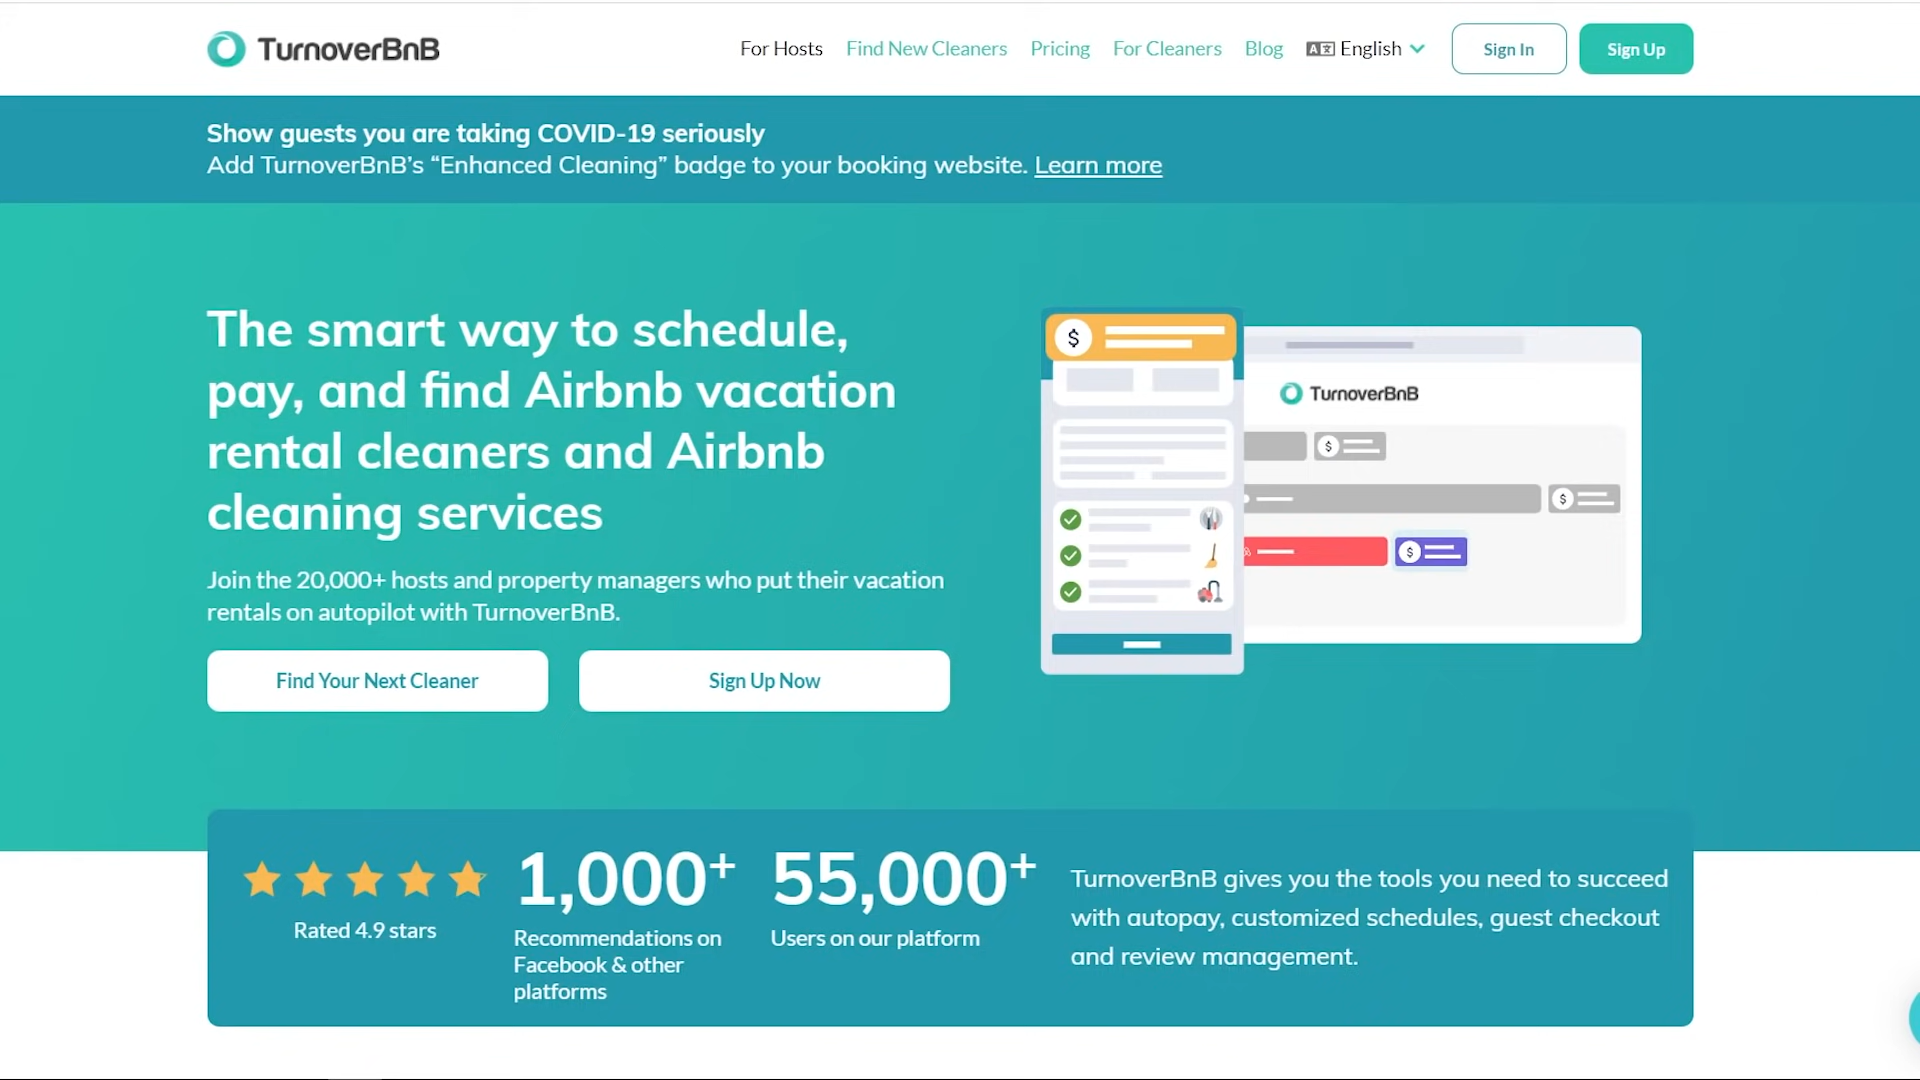 TurnoverBnB
For Hosts
Find New Cleaners
Pricing
For Cleaners
Blog
English
Sign In
Sign Up
Show guests you are taking COVID-19 seriously
Add TurnoverBnB’s “Enhanced Cleaning” badge to your booking website. Learn more
The smart way to schedule,
pay, and find Airbnb vacation
rental cleaners and Airbnb
cleaning services
Join the 20,000+ hosts and property managers who put their vacation
rentals on autopilot with TurnoverBnB.
Find Your Next Cleaner
Sign Up Now
$
TurnoverBnB
$
$
$
Rated 4.9 stars
1,000+
Recommendations on
Facebook & other
platforms
55,000+
Users on our platform
TurnoverBnB gives you the tools you need to succeed
with autopay, customized schedules, guest checkout
and review management.